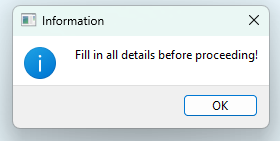 Information
Fill in all details before proceeding!
OK